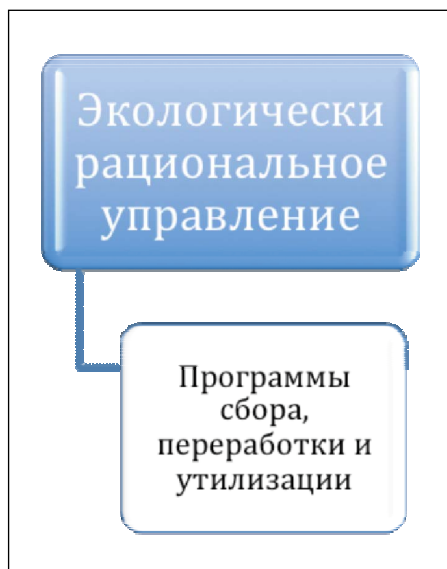 Экологически
рациональное
управление
Программы
сбора,
переработки и
утилизации